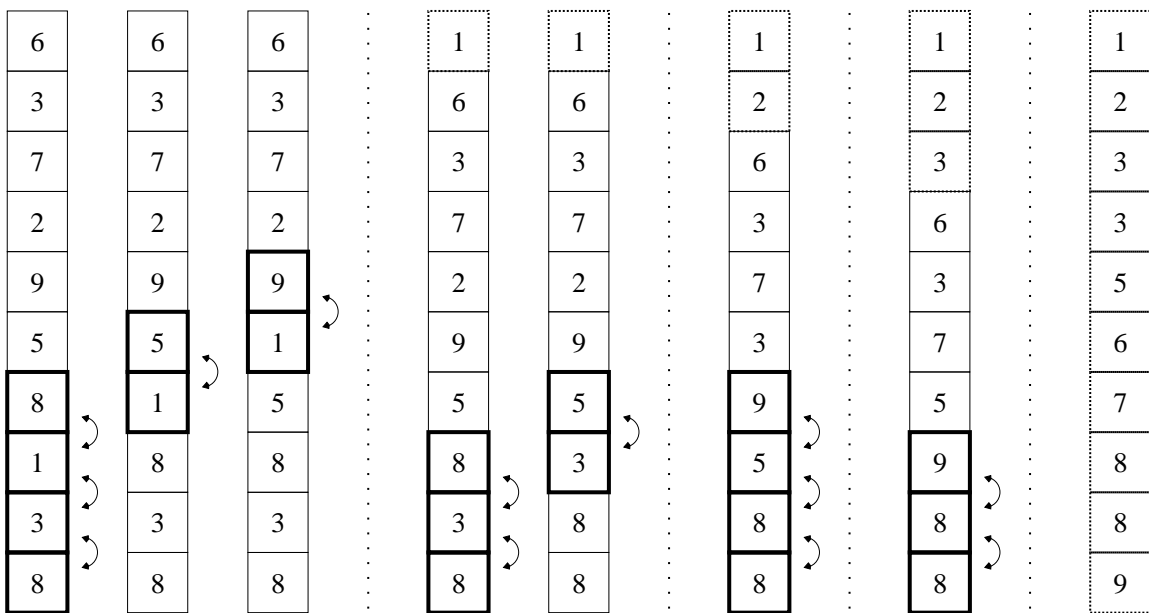 6 6 6 1 1 1 1 1
3 3 3 6 6 2 2 2
7 7 7 3 3 6 3 3
2 2 2 7 7 3 6 3
9 9 9 2 2 7 3 5
5 5 1 9 9 3 7 6
8 1 5 5 5 9 5 7
1 8 8 8 3 5 9 8
3 3 3 3 8 8 8 8
8 8 8 8 8 8 8 9